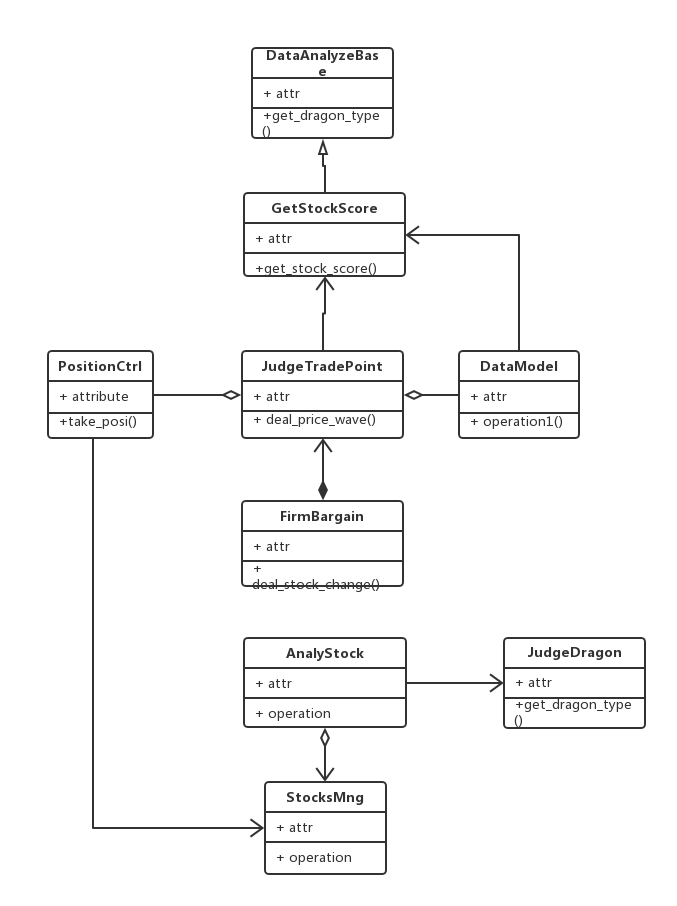 DataAnalyzeBas
e
+ attr
+get_dragon_type
()
GetStockScore
+ attr
+get_stock_score()
PositionCtrl
+ attribute
+take_posi()
JudgeTradePoint
+ attr
+ deal_price_wave()
DataModel
+ attr
+ operation1()
FirmBargain
+ attr
+
deal_stock_change()
AnalyStock
+ attr
+ operation
JudgeDragon
+ attr
+get_dragon_type
()
StocksMng
+ attr
+ operation